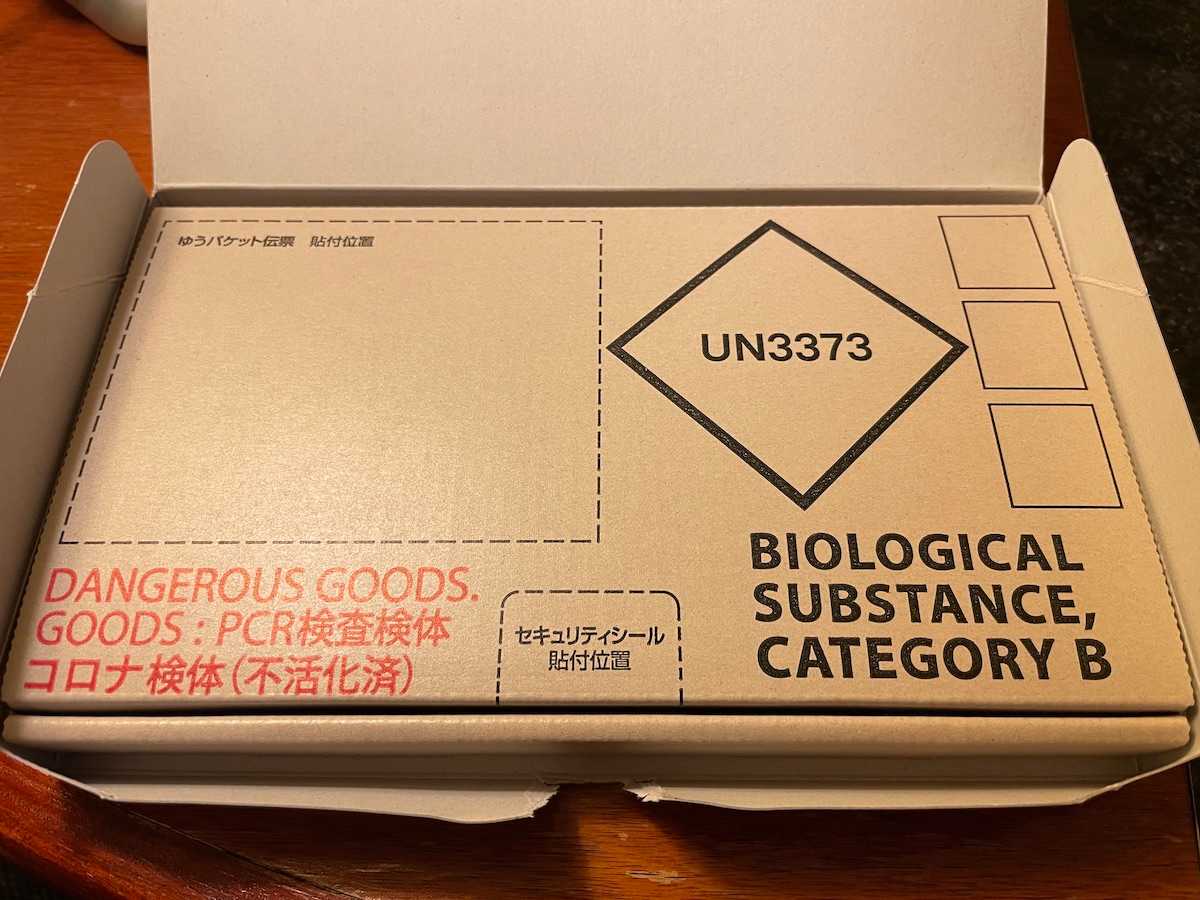 ゆうパケット伝票 貼付位置
UN3373
DANGEROUS GOODS.
GOODS : PCR検査検体
コロナ検体(不活化済)
セキュリティシール
貼付位置
BIOLOGICAL
SUBSTANCE,
CATEGORY B